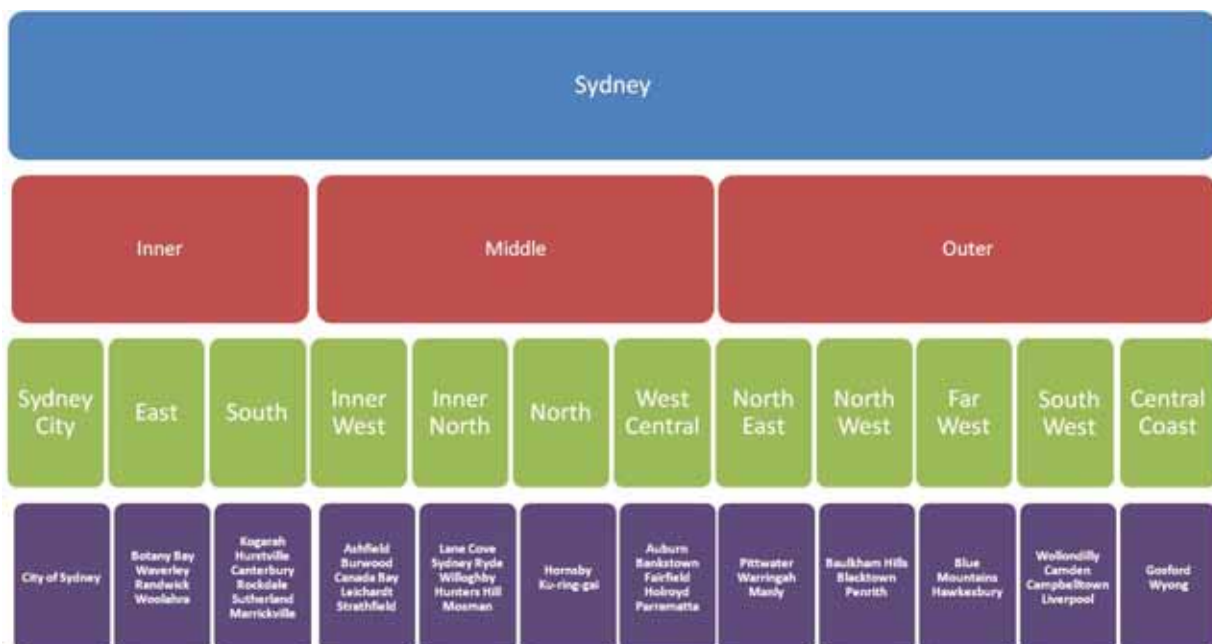 Sydney
Inner
Middle
Outer
Sydney
City
East
South
Inner
West
Inner
North
North
West
Central
North
East
North
West
Far
West
South
West
Central
Coast
City of Sydney
Botany Bay
Waverley
Randwick
Woolahra
Kogarah
Hurstville
Canterbury
Rockdale
Sutherland
Marrickville
Ashfield
Burwood
Canada Bay
Leichardt
Strathfield
Lane Cove
Sydney Ryde
Willoghby
Hunters Hill
Mosman
Hornsby
Ku-ring-gai
Auburn
Bankstown
Fairfield
Holroyd
Parramatta
Pittwater
Warringah
Manly
Baulkham Hills
Blacktown
Penrith
Blue
Mountains
Hawkesbury
Wollondilly
Camden
Campbelltown
Liverpool
Gosford
Wyong